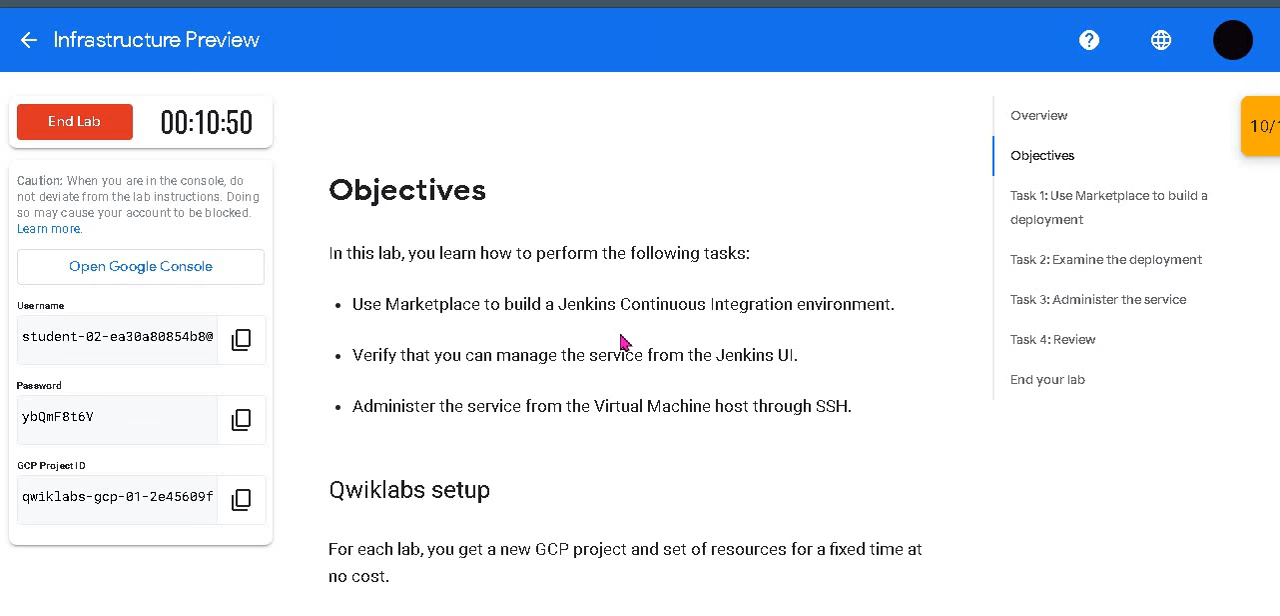 Infrastructure Preview
End Lab
00:10:50
Caution: When you are in the console, do
not deviate from the lab instructions. Doing
so may cause your account to be blocked.
Learn more.
Open Google Console
Username
student-02-ea30a80854b8@
Password
ybQmF8t6V
GCP Project ID
qwiklabs-gcp-01-2e45609f
Objectives
In this lab, you learn how to perform the following tasks:
• Use Marketplace to build a Jenkins Continuous Integration environment.
• Verify that you can manage the service from the Jenkins UI.
• Administer the service from the Virtual Machine host through SSH.
Qwiklabs setup
For each lab, you get a new GCP project and set of resources for a fixed time at
no cost.
Overview
Objectives
Task 1: Use Marketplace to build a
deployment
Task 2: Examine the deployment
Task 3: Administer the service
Task 4: Review
End your lab
10/